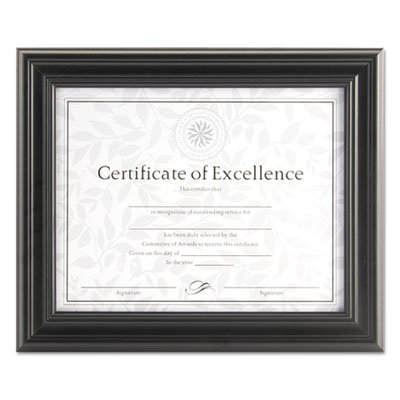 Certificate of Excellence
This certifies that
in recognition of outstanding service for
has been duly selected by the
Committee of Awards to receive this certificate
Given on this day of
In the year
Signature Signature